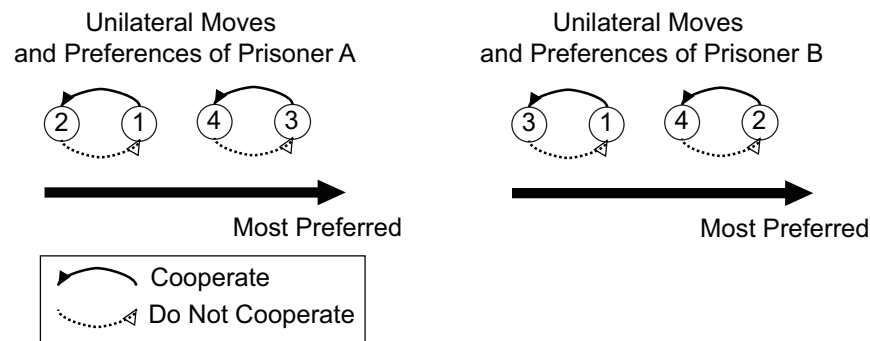 Unilateral Moves
and Preferences of Prisoner A
2 1 4 3
Most Preferred
Cooperate
Do Not Cooperate
Unilateral Moves
and Preferences of Prisoner B
3 1 4 2
Most Preferred